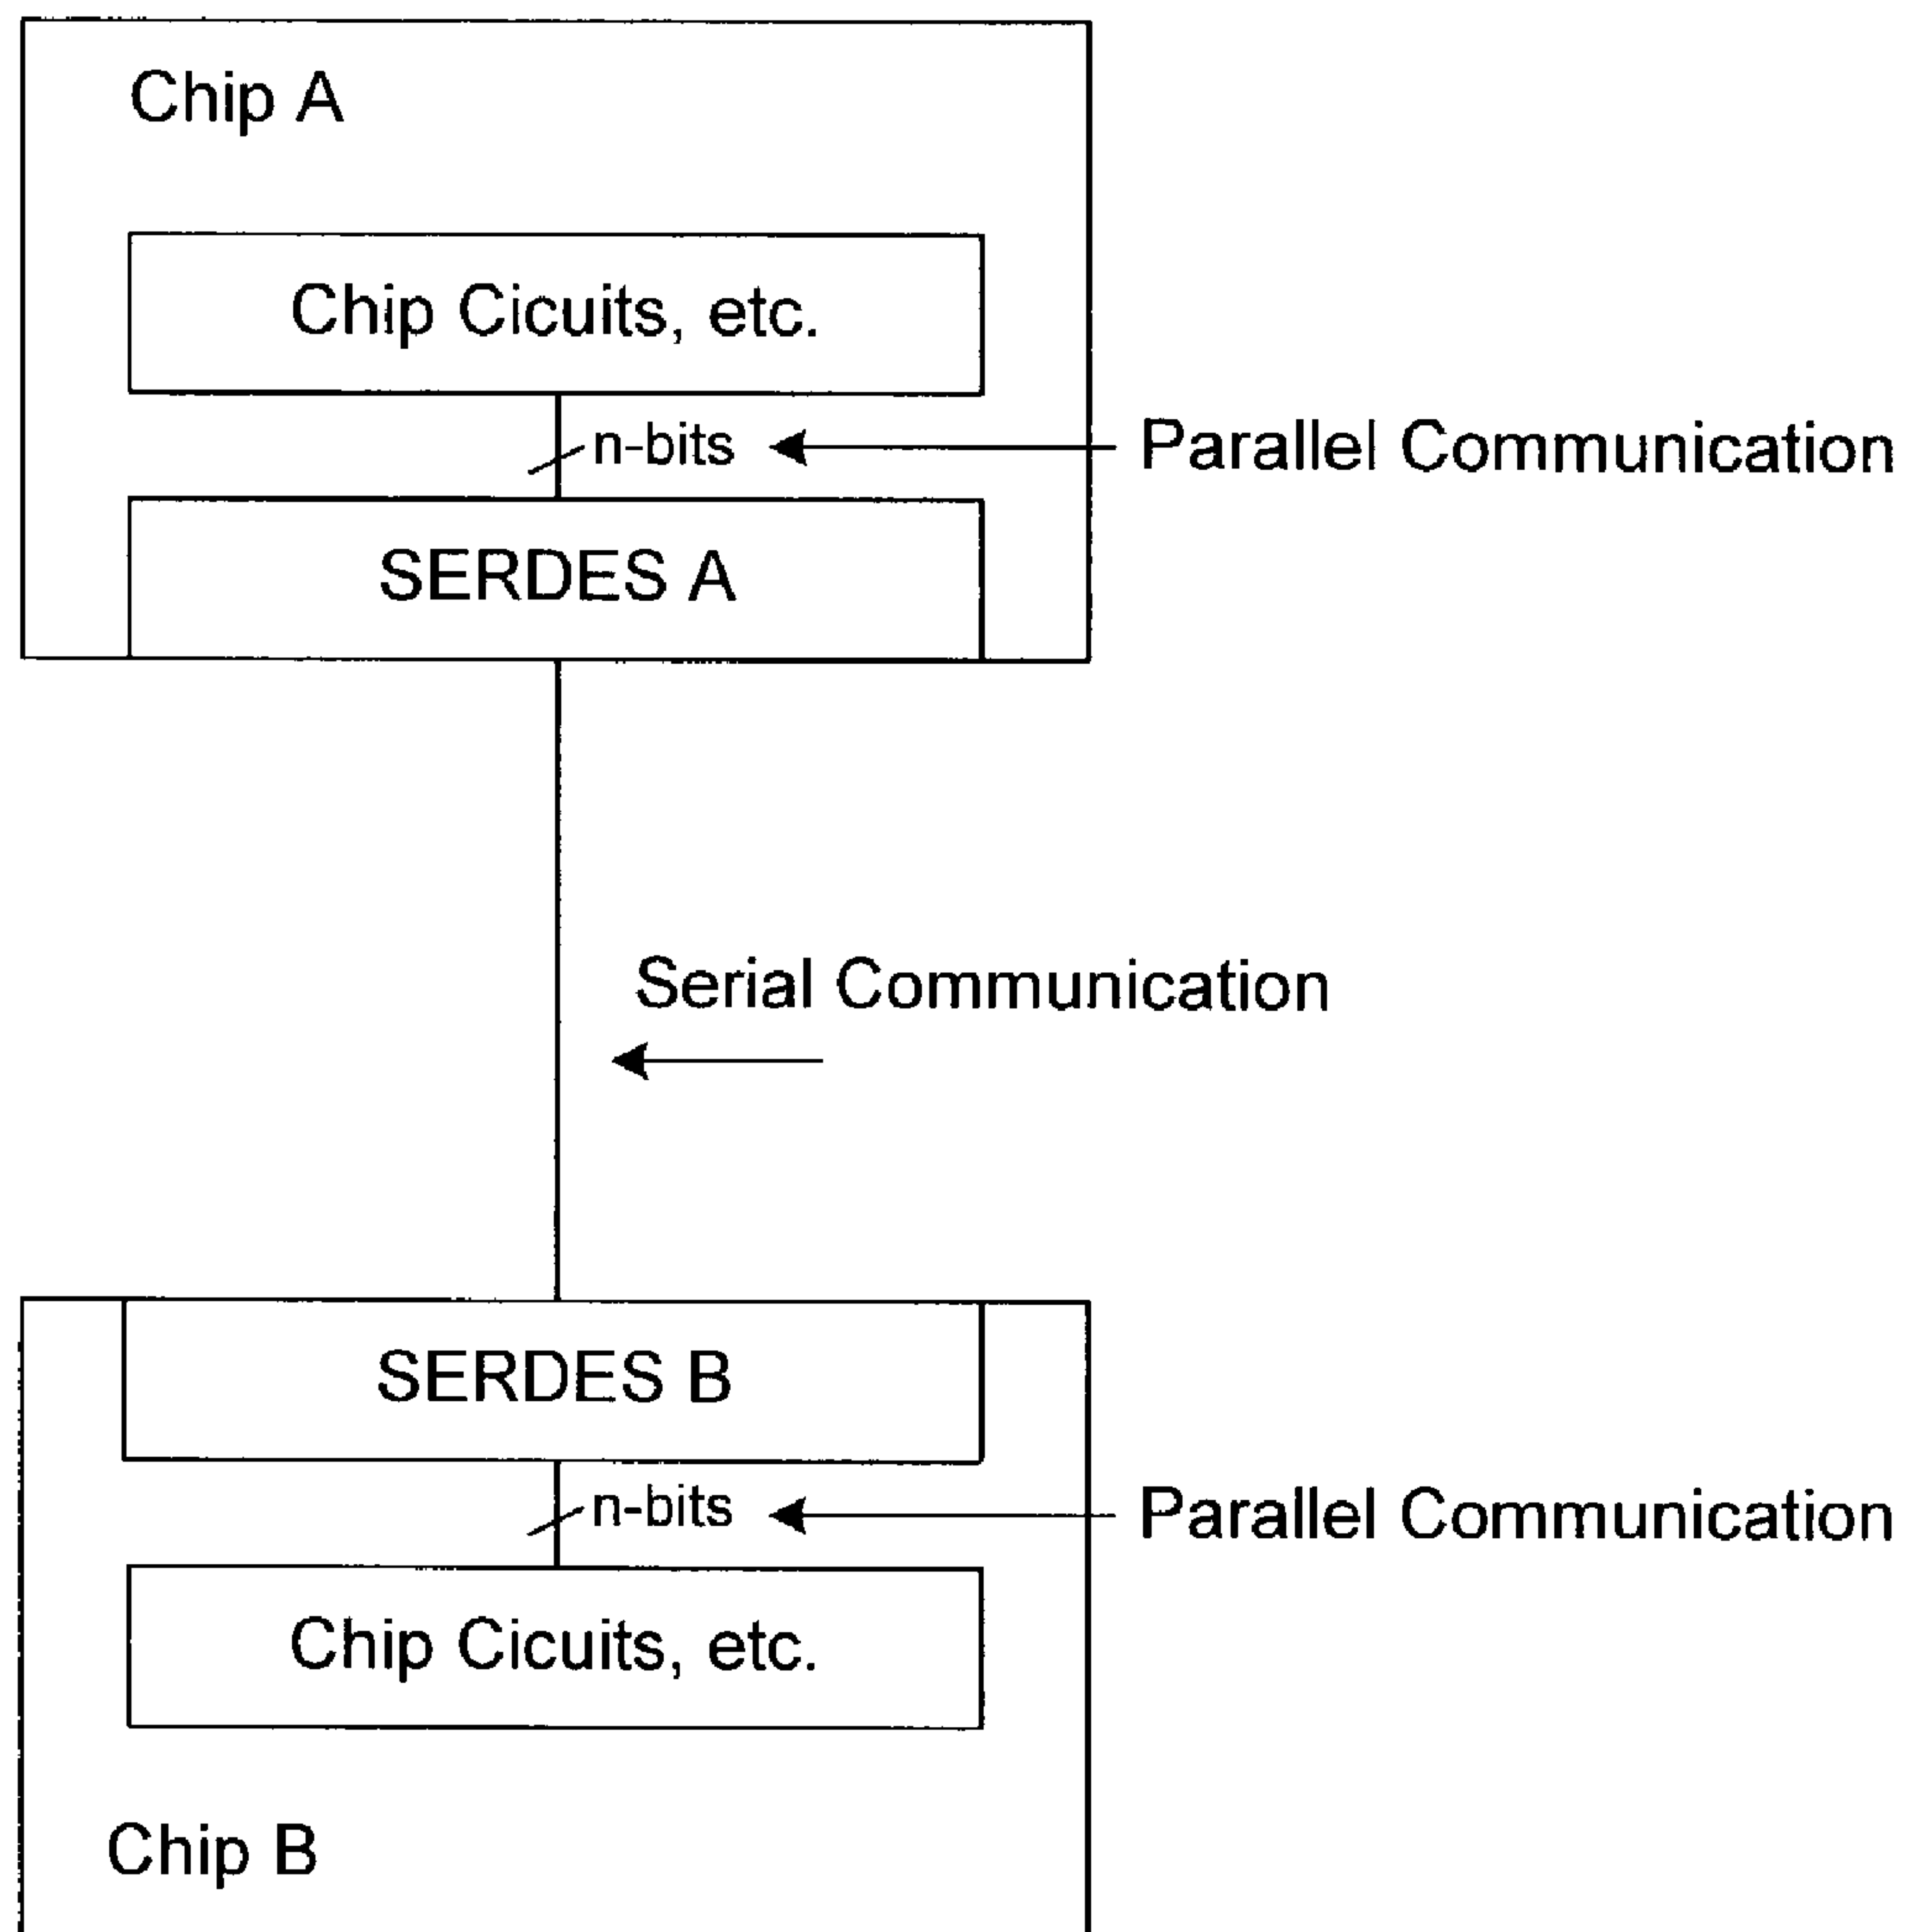 Chip A
Chip Cicuits, etc.
n-bits
Parallel Communication
SERDES A
Serial Communication
SERDES B
n-bits
Parallel Communication
Chip Cicuits, etc.
Chip B